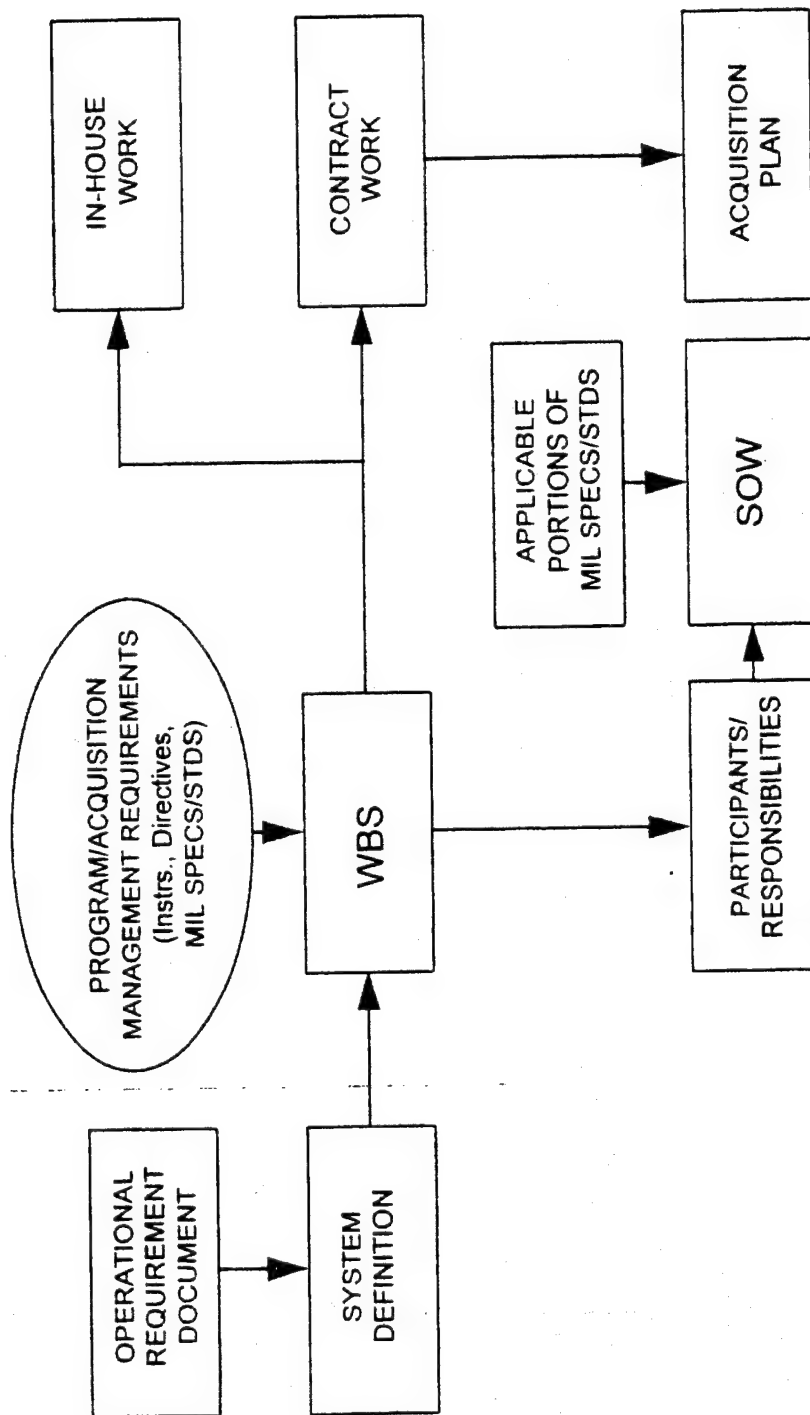 OPERATIONAL
REQUIREMENT
DOCUMENT
SYSTEM
DEFINITION
PROGRAM/ACQUISITION
MANAGEMENT REQUIREMENTS
(Instrs., Directives,
MIL SPECS/STDS)
WBS
PARTICIPANTS/
RESPONSIBILITIES
APPLICABLE
PORTIONS OF
MIL SPECS/STDS
SOW
IN-HOUSE
WORK
CONTRACT
WORK
ACQUISITION
PLAN